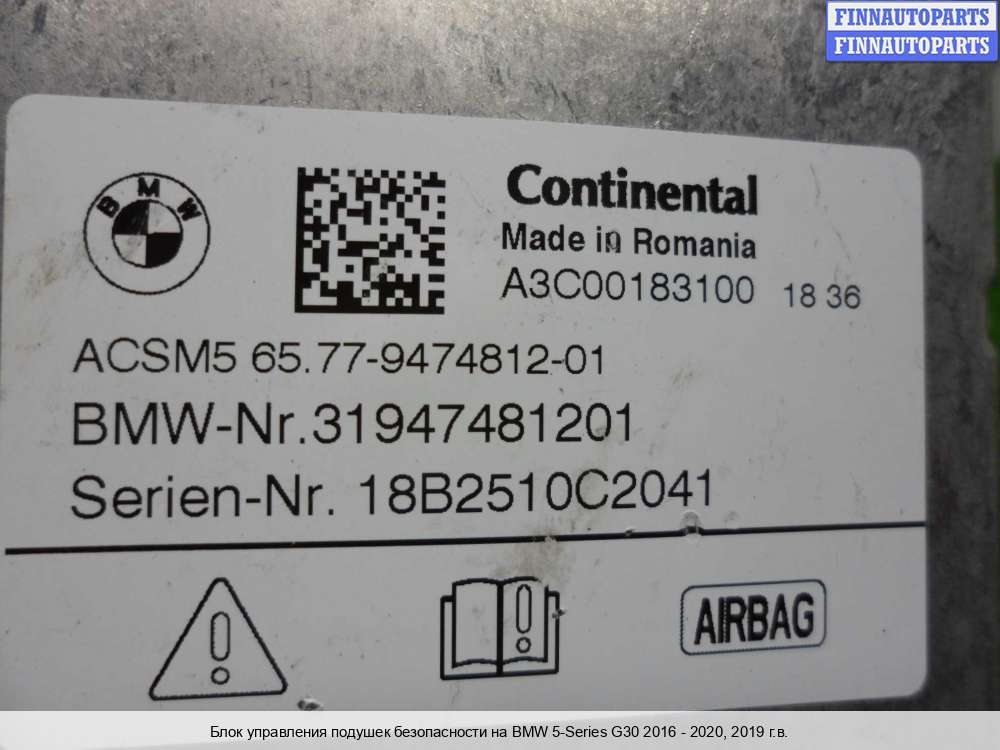 FINNAUTOPARTS
FINNAUTOPARTS
BMW
Continental
Made in Romania
A3C00183100 18 36
ACSM5 65.77-9474812-01
BMW-Nr.31947481201
Serien-Nr. 18B2510C2041
AIRBAG
Блок управления подушек безопасности на BMW 5-Series G30 2016 - 2020, 2019 г.в.